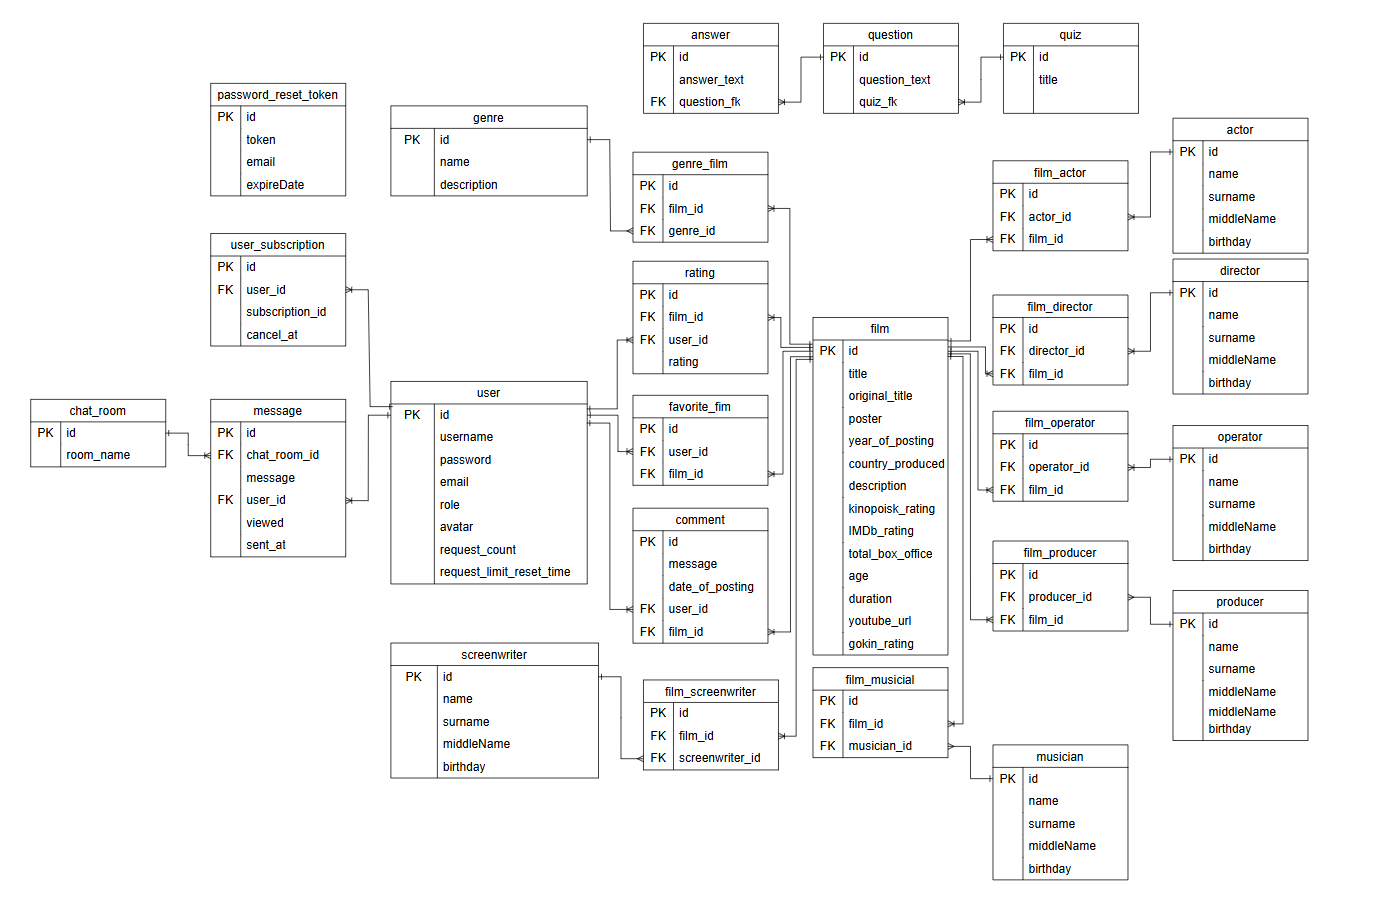 answer
PK id
answer_text
FK question_fk
question
PK id
question_text
quiz_fk
quiz
PK id
title
password_reset_token
PK id
token
email
expireDate
genre
PK id
name
description
genre_film
PK id
FK film_id
FK genre_id
film_actor
PK id
FK actor_id
FK film_id
actor
PK id
name
surname
middleName
birthday
user_subscription
PK id
FK user_id
subscription_id
cancel_at
rating
PK id
FK film_id
FK user_id
rating
film
PK id
title
original_title
poster
year_of_posting
country_produced
description
kinopoisk_rating
IMDb_rating
total_box_office
age
duration
youtube_url
gokin_rating
film_director
PK id
FK director_id
FK film_id
director
PK id
name
surname
middleName
birthday
chat_room
PK id
room_name
message
PK id
FK chat_room_id
message
FK user_id
viewed
sent_at
user
PK id
username
password
email
role
avatar
request_count
request_limit_reset_time
favorite_fim
PK id
FK user_id
FK film_id
film_operator
PK id
FK operator_id
FK film_id
operator
PK id
name
surname
middleName
birthday
comment
PK id
message
date_of_posting
FK user_id
FK film_id
film_producer
PK id
FK producer_id
FK film_id
producer
PK id
name
surname
middleName
middleName
birthday
screenwriter
PK id
name
surname
middleName
birthday
film_screenwriter
PK id
FK film_id
FK screenwriter_id
film_musicial
PK id
FK film_id
FK musician_id
musician
PK id
name
surname
middleName
birthday